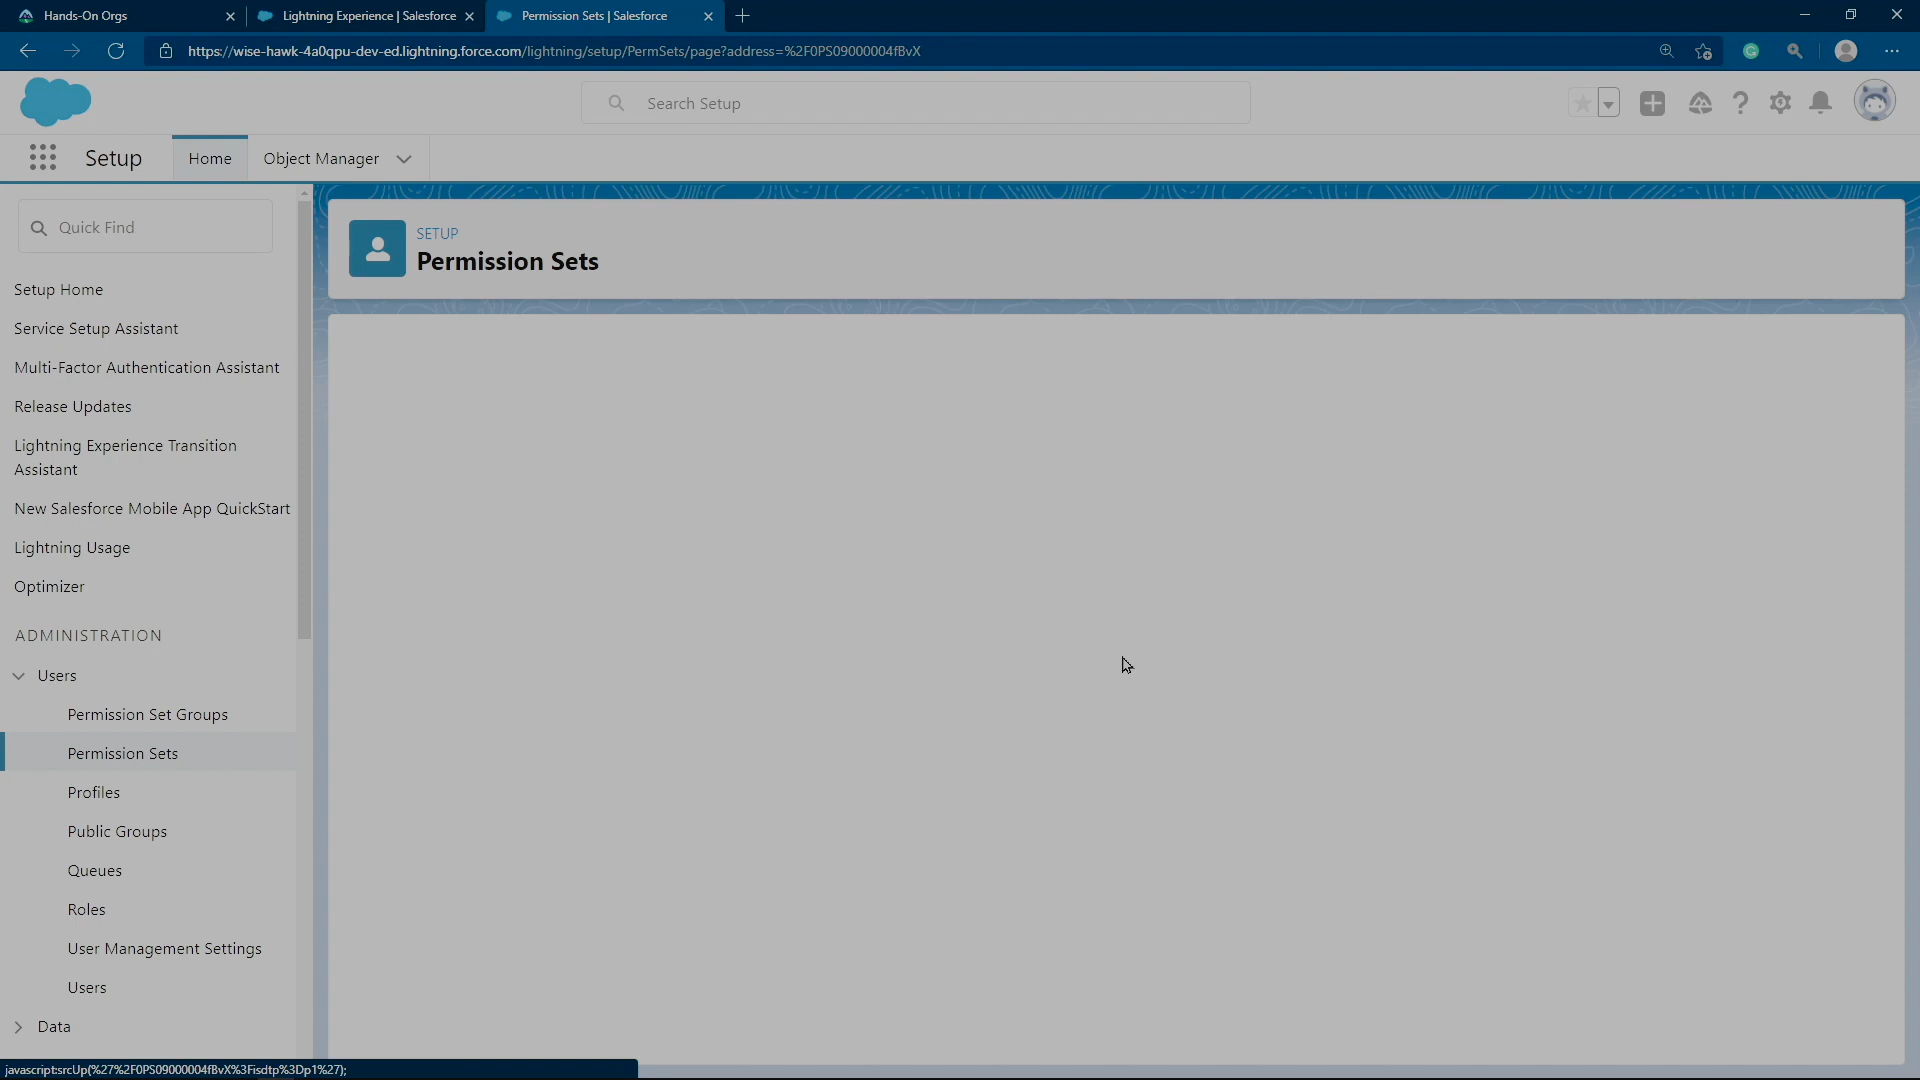 Hands-On Orgs
Lightning Experience | Salesforce
Permission Sets | Salesforce
https://wise-hawk-4a0qpu-dev-ed.lightning.force.com/lightning/setup/PermSets/page?address=%2F0PS09000004fBvX
Search Setup
Setup
Home
Object Manager
Quick Find
SETUP
Permission Sets
Setup Home
Service Setup Assistant
Multi-Factor Authentication Assistant
Release Updates
Lightning Experience Transition
Assistant
New Salesforce Mobile App QuickStart
Lightning Usage
Optimizer
ADMINISTRATION
Users
Permission Set Groups
Permission Sets
Profiles
Public Groups
Queues
Roles
User Management Settings
Users
Data
javascript:srcUp(%27%2F0PS09000004fBvX%3Fisdtp%3Dp1%27);